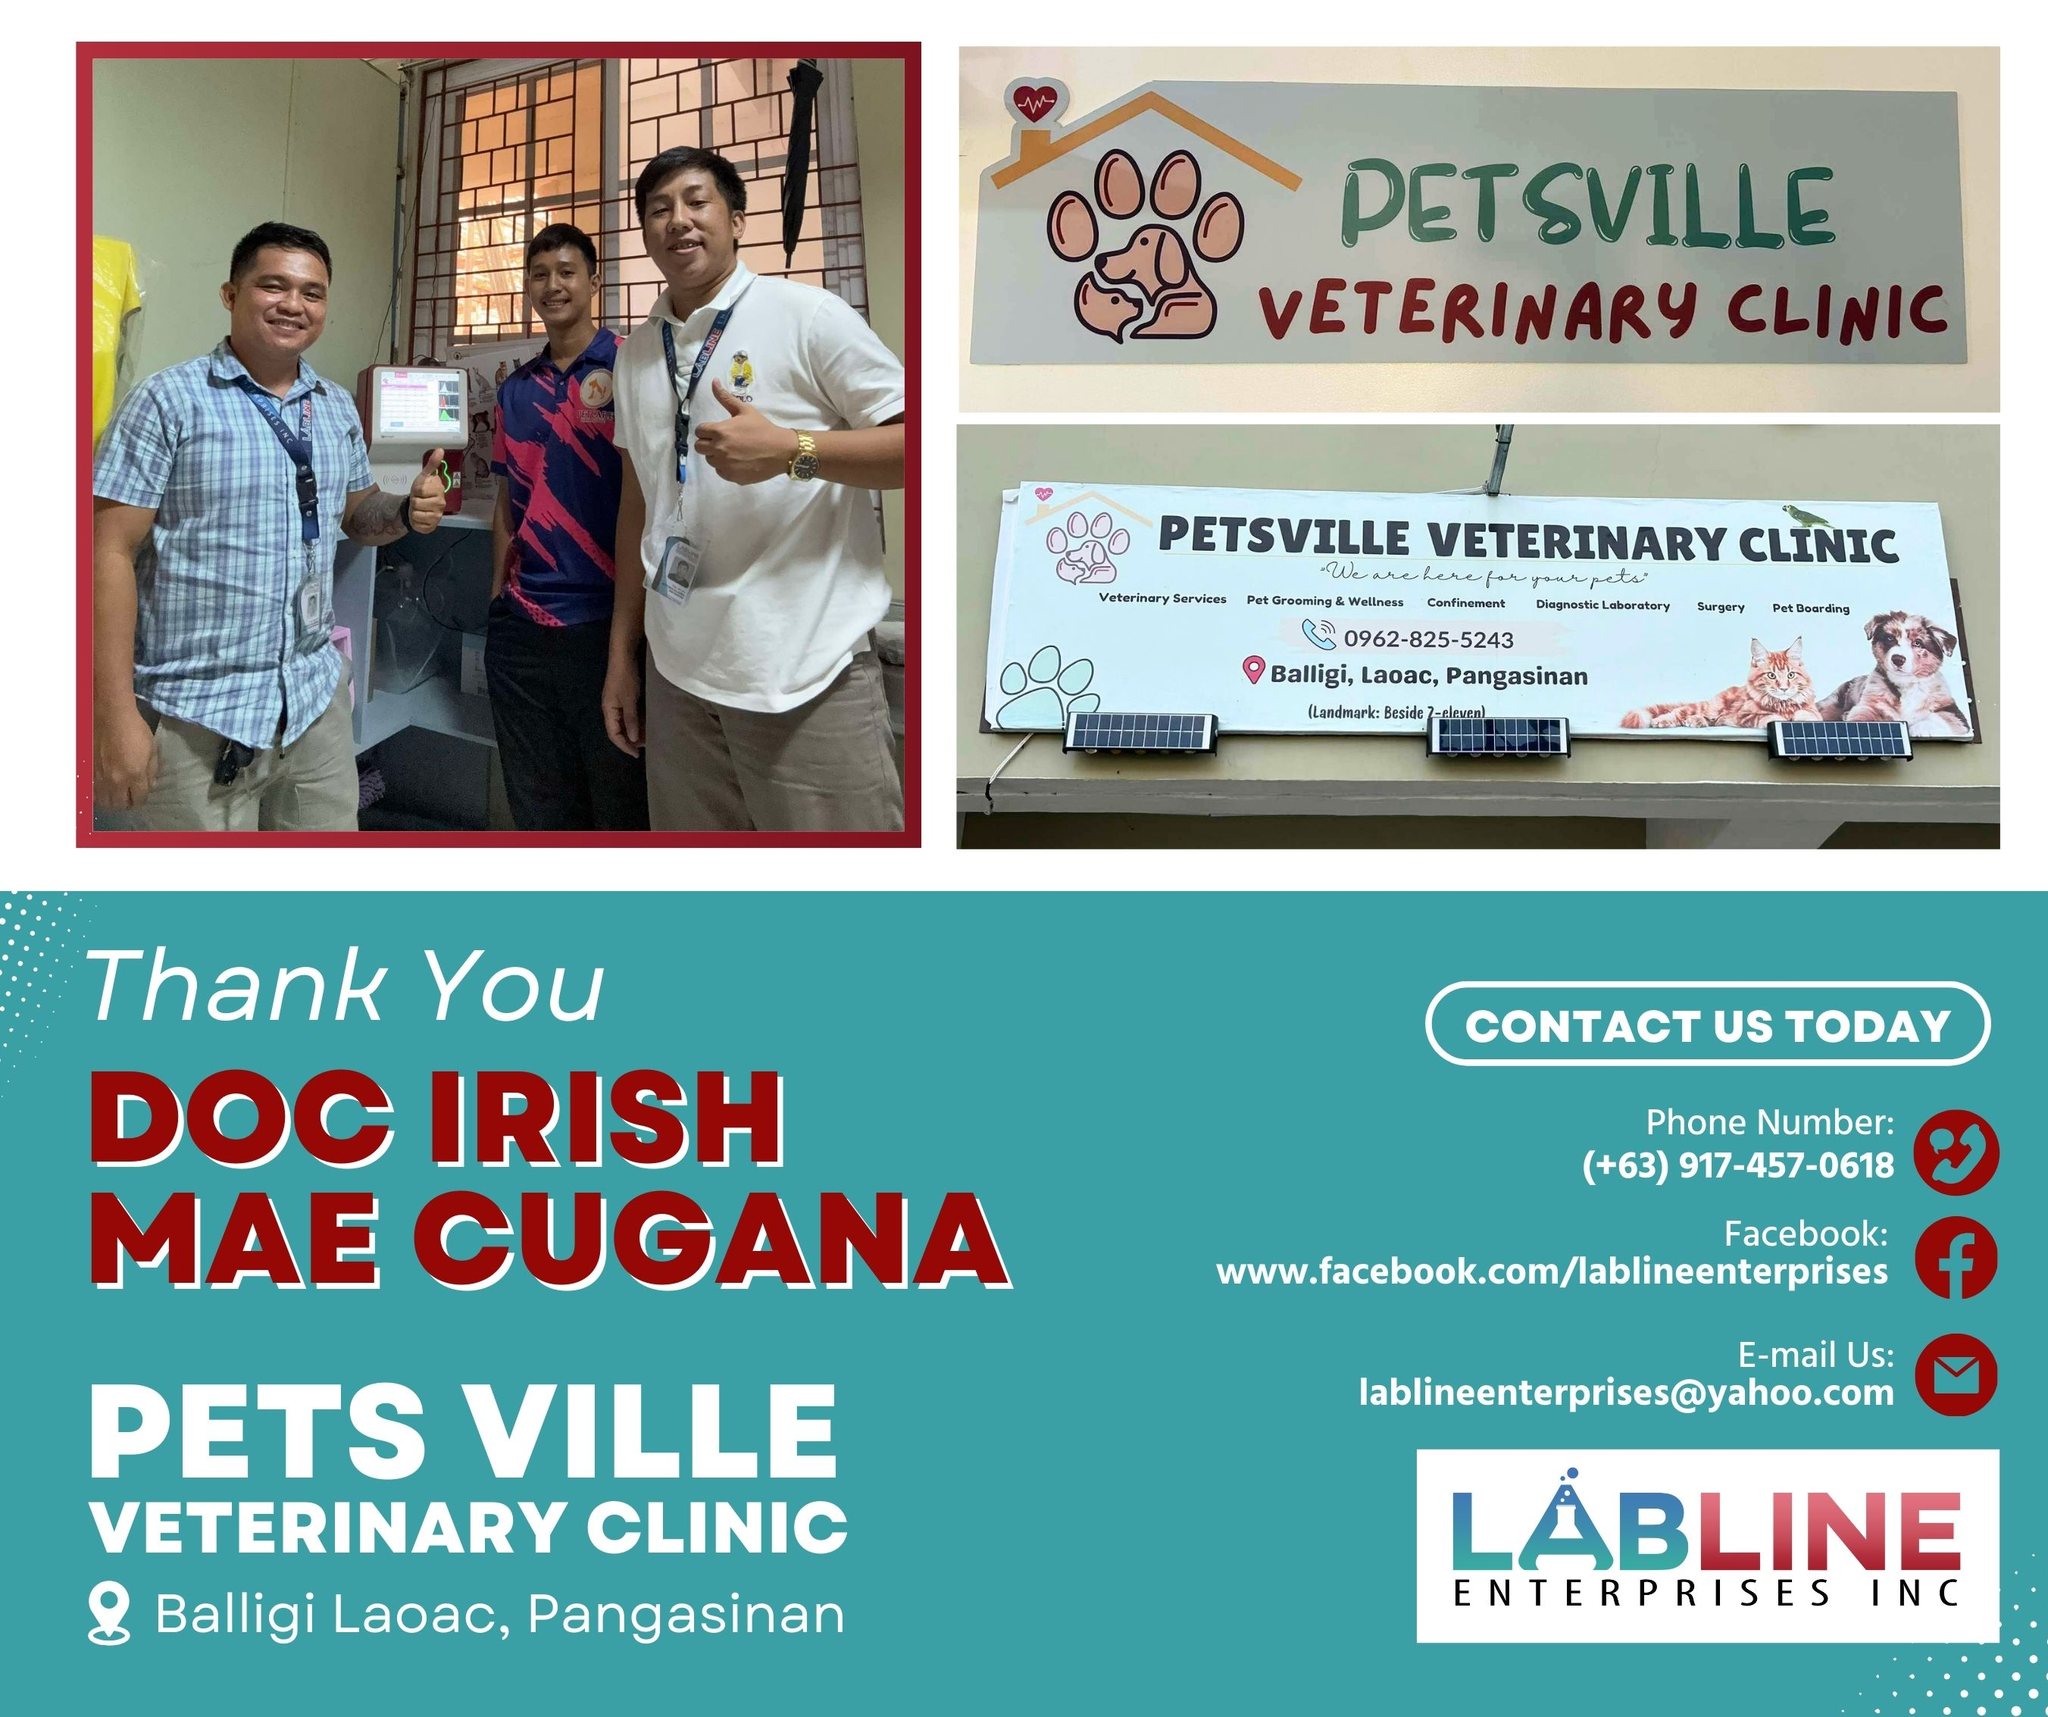 PETSVILLE
VETERINARY CLINIC
PETSVILLE VETERINARY CLINIC
"We are here for your pets"
Veterinary Services Pet Grooming & Wellness Confinement Diagnostic Laboratory Surgery Pet Boarding
0962-825-5243
Balligi, Laoac, Pangasinan
(Landmark: Beside 7-eleven)
LABLINE
LABLINE
Thank You
DOC IRISH
MAE CUGANA
PETS VILLE
VETERINARY CLINIC
Balligi Laoac, Pangasinan
CONTACT US TODAY
Phone Number:
(+63) 917-457-0618
Facebook:
www.facebook.com/lablineenterprises
E-mail Us:
lablineenterprises@yahoo.com
LABLINE
ENTERPRISES INC